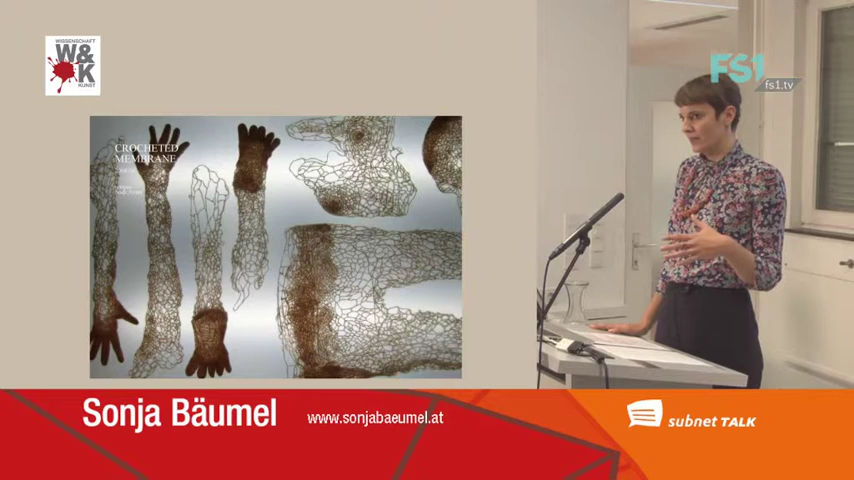 WISSENSCHAFT
W&
K
KUNST
FS1
fs1.tv
CROCHETED
MEMBRANE
Sonja Bäumel
www.sonjabaeumel.at
subnet TALK